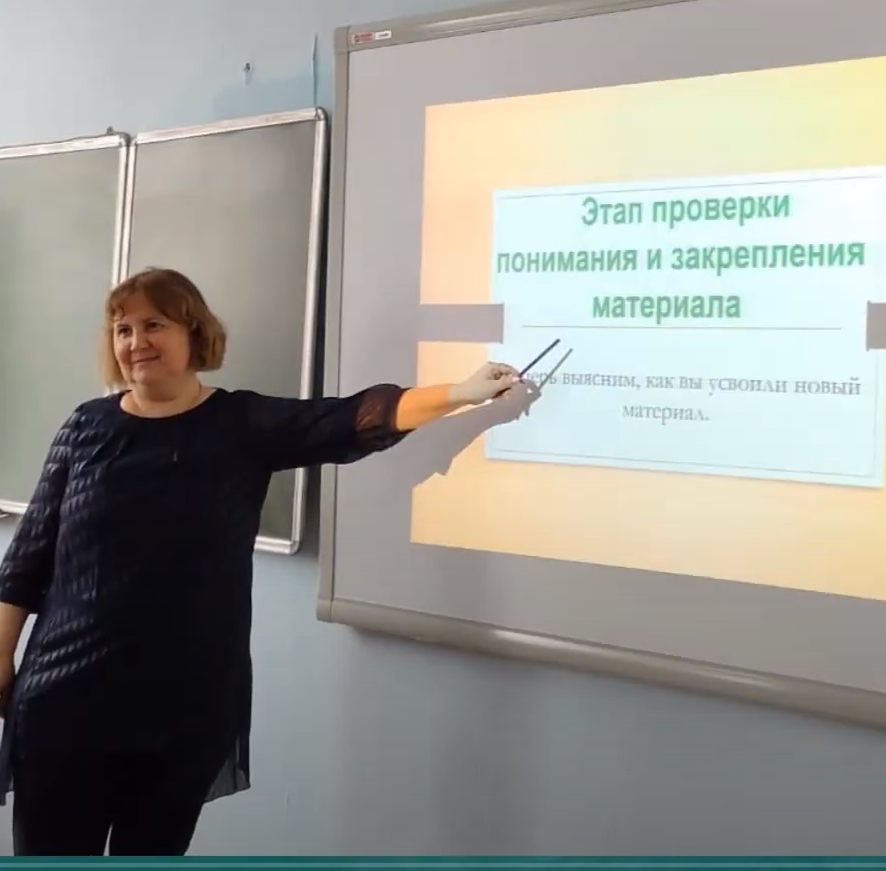 Этап проверки
понимания и закрепления
материала
выясним, как вы усвоили новый
материал.